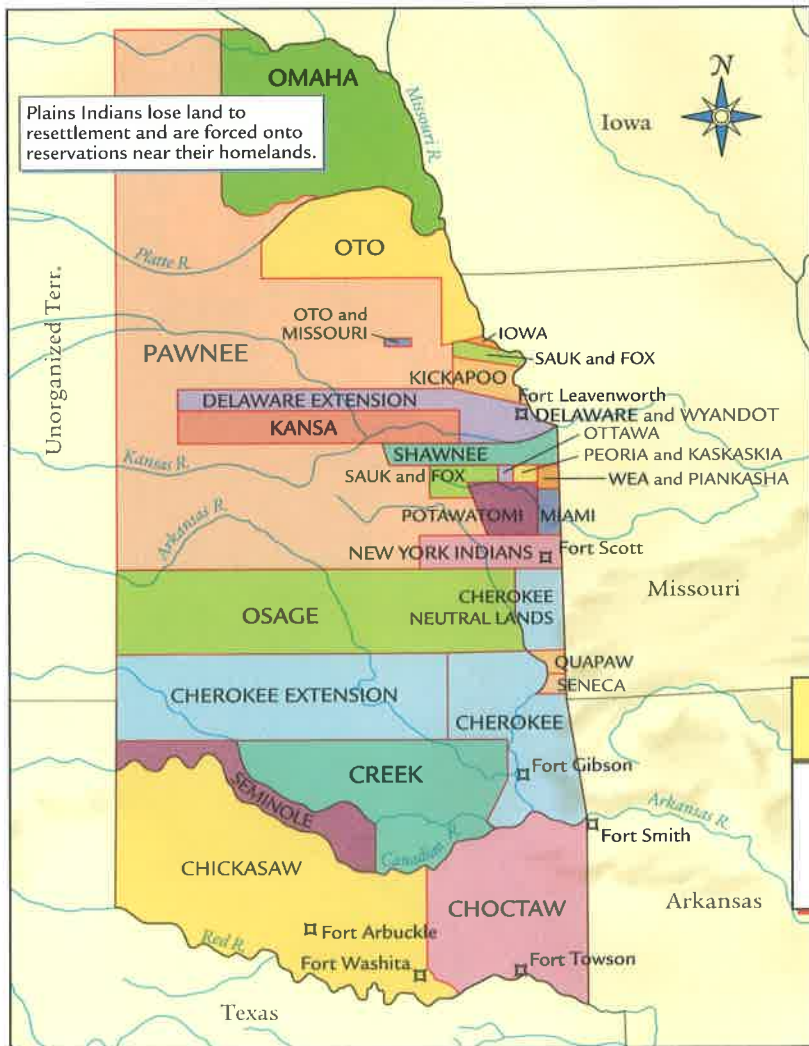 OMAHA
N
Plains Indians lose land to
resettlement and are forced onto
reservations near their homelands.
Missouri R.
Iowa
OTO
Platte R.
Unorganized Terr.
OTO and
MISSOURI
IOWA
PAWNEE
SAUK and FOX
KICKAPOO
Fort Leavenworth
DELAWARE EXTENSION
DELAWARE and WYANDOT
KANSA
OTTAWA
SHAWNEE
PEORIA and KASKASKIA
Kansas R.
SAUK and FOX
WEA and PIANKASHA
Arkansas R.
POTAWATOMI
MIAMI
NEW YORK INDIANS
Fort Scott
Missouri
OSAGE
CHEROKEE
NEUTRAL LANDS
QUAPAW
SENECA
CHEROKEE EXTENSION
CHEROKEE
CREEK
Fort Gibson
SEMINOLE
Arkansas R.
Fort Smith
Canadian R.
CHICKASAW
CHOCTAW
Arkansas
Fort Arbuckle
Red R.
Fort Washita
Fort Towson
Texas